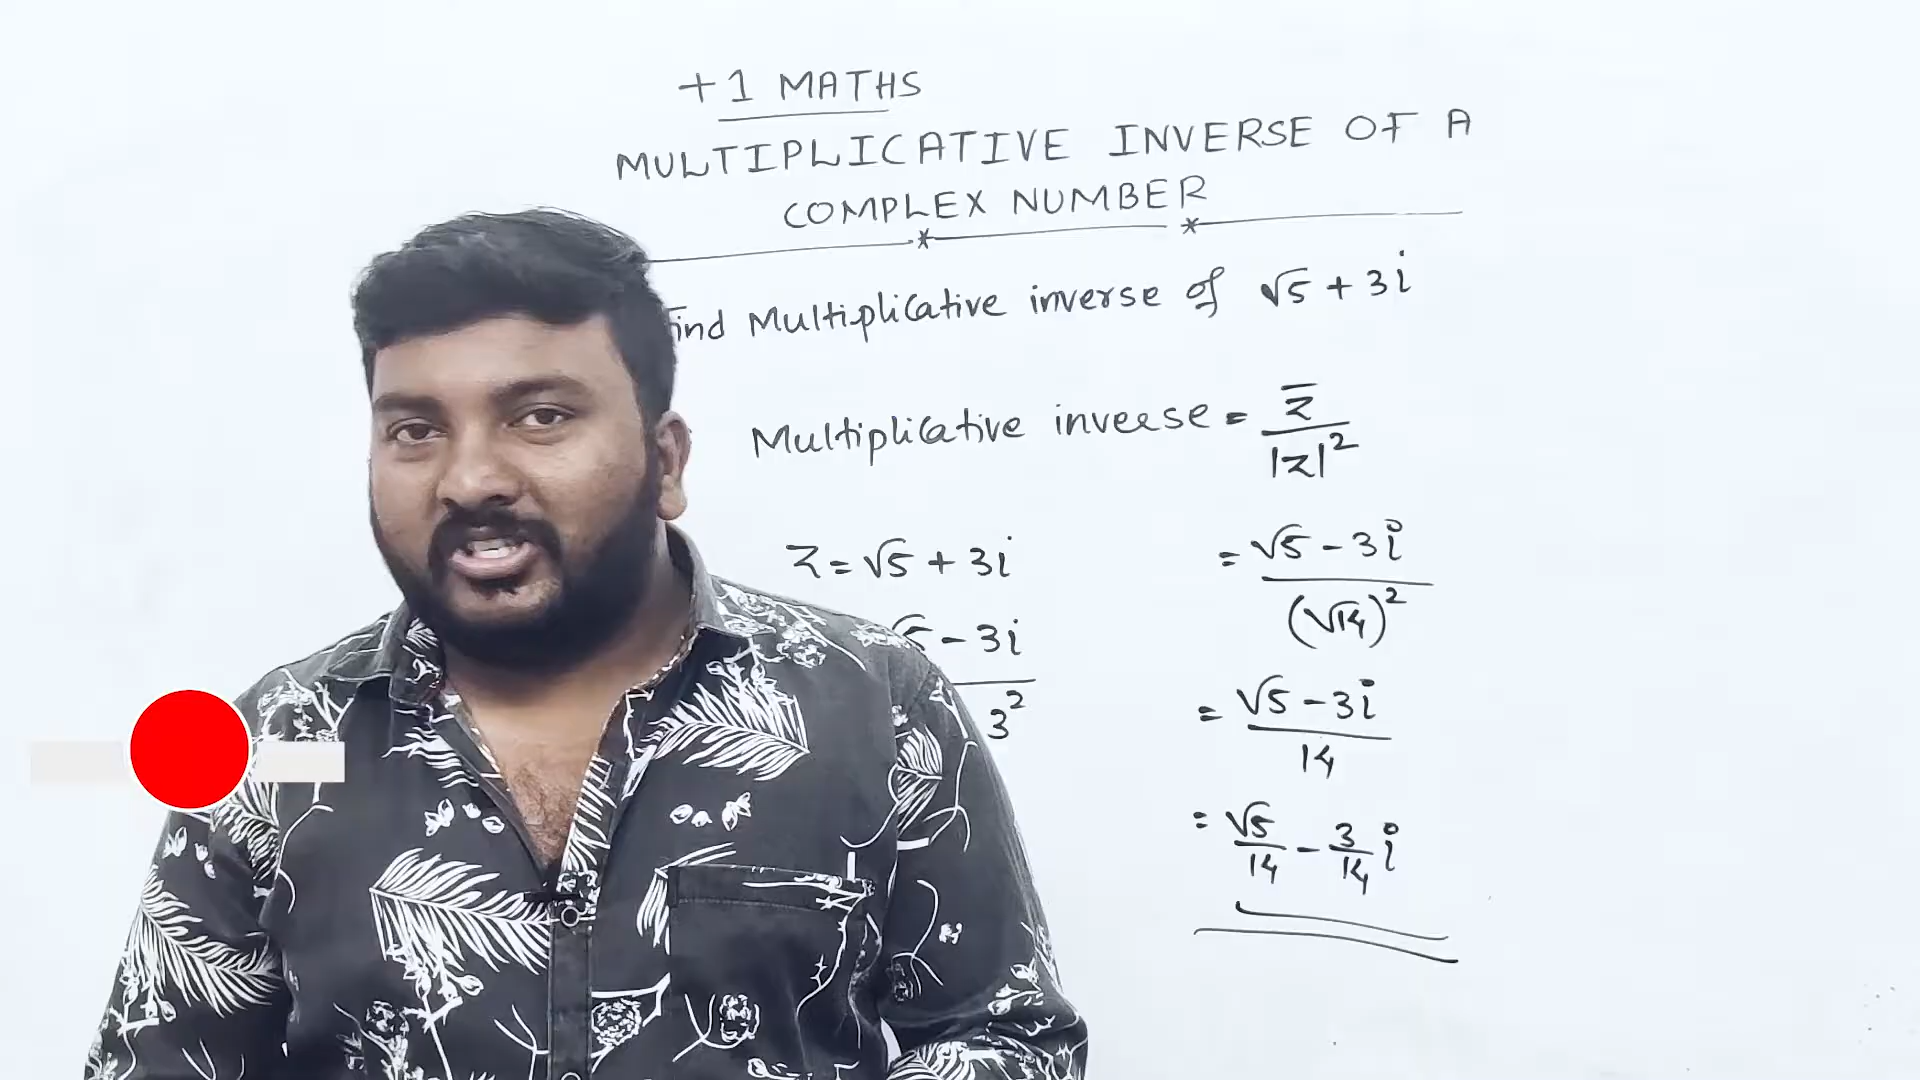 +1 MATHS
MULTIPLICATIVE INVERSE OF A
COMPLEX NUMBER
Find Multiplicative inverse of √5 + 3i
Multiplicative inverse = z̅ / |z|²
z = √5 + 3i
- 3i
3²
= √5 - 3i / (√14)²
= √5 - 3i / 14
= √5/14 - 3/14 i